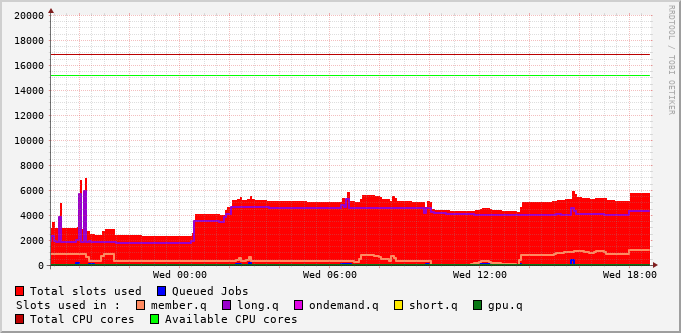 20000
18000
16000
14000
12000
10000
8000
6000
4000
2000
0
Wed 00:00 Wed 06:00 Wed 12:00 Wed 18:00
Total slots used Queued Jobs
Slots used in : member.q long.q ondemand.q short.q gpu.q
Total CPU cores Available CPU cores
RRDTOOL / TOBI OETIKER